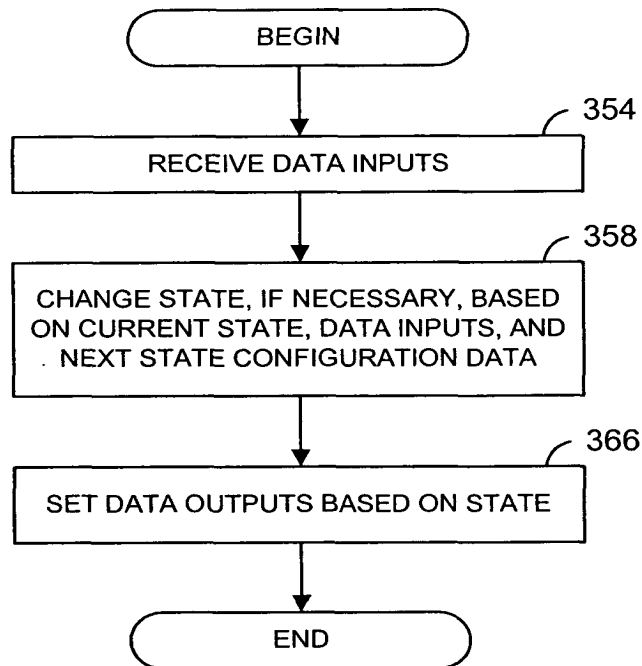 BEGIN
354
RECEIVE DATA INPUTS
358
CHANGE STATE, IF NECESSARY, BASED
ON CURRENT STATE, DATA INPUTS, AND
NEXT STATE CONFIGURATION DATA
366
SET DATA OUTPUTS BASED ON STATE
END